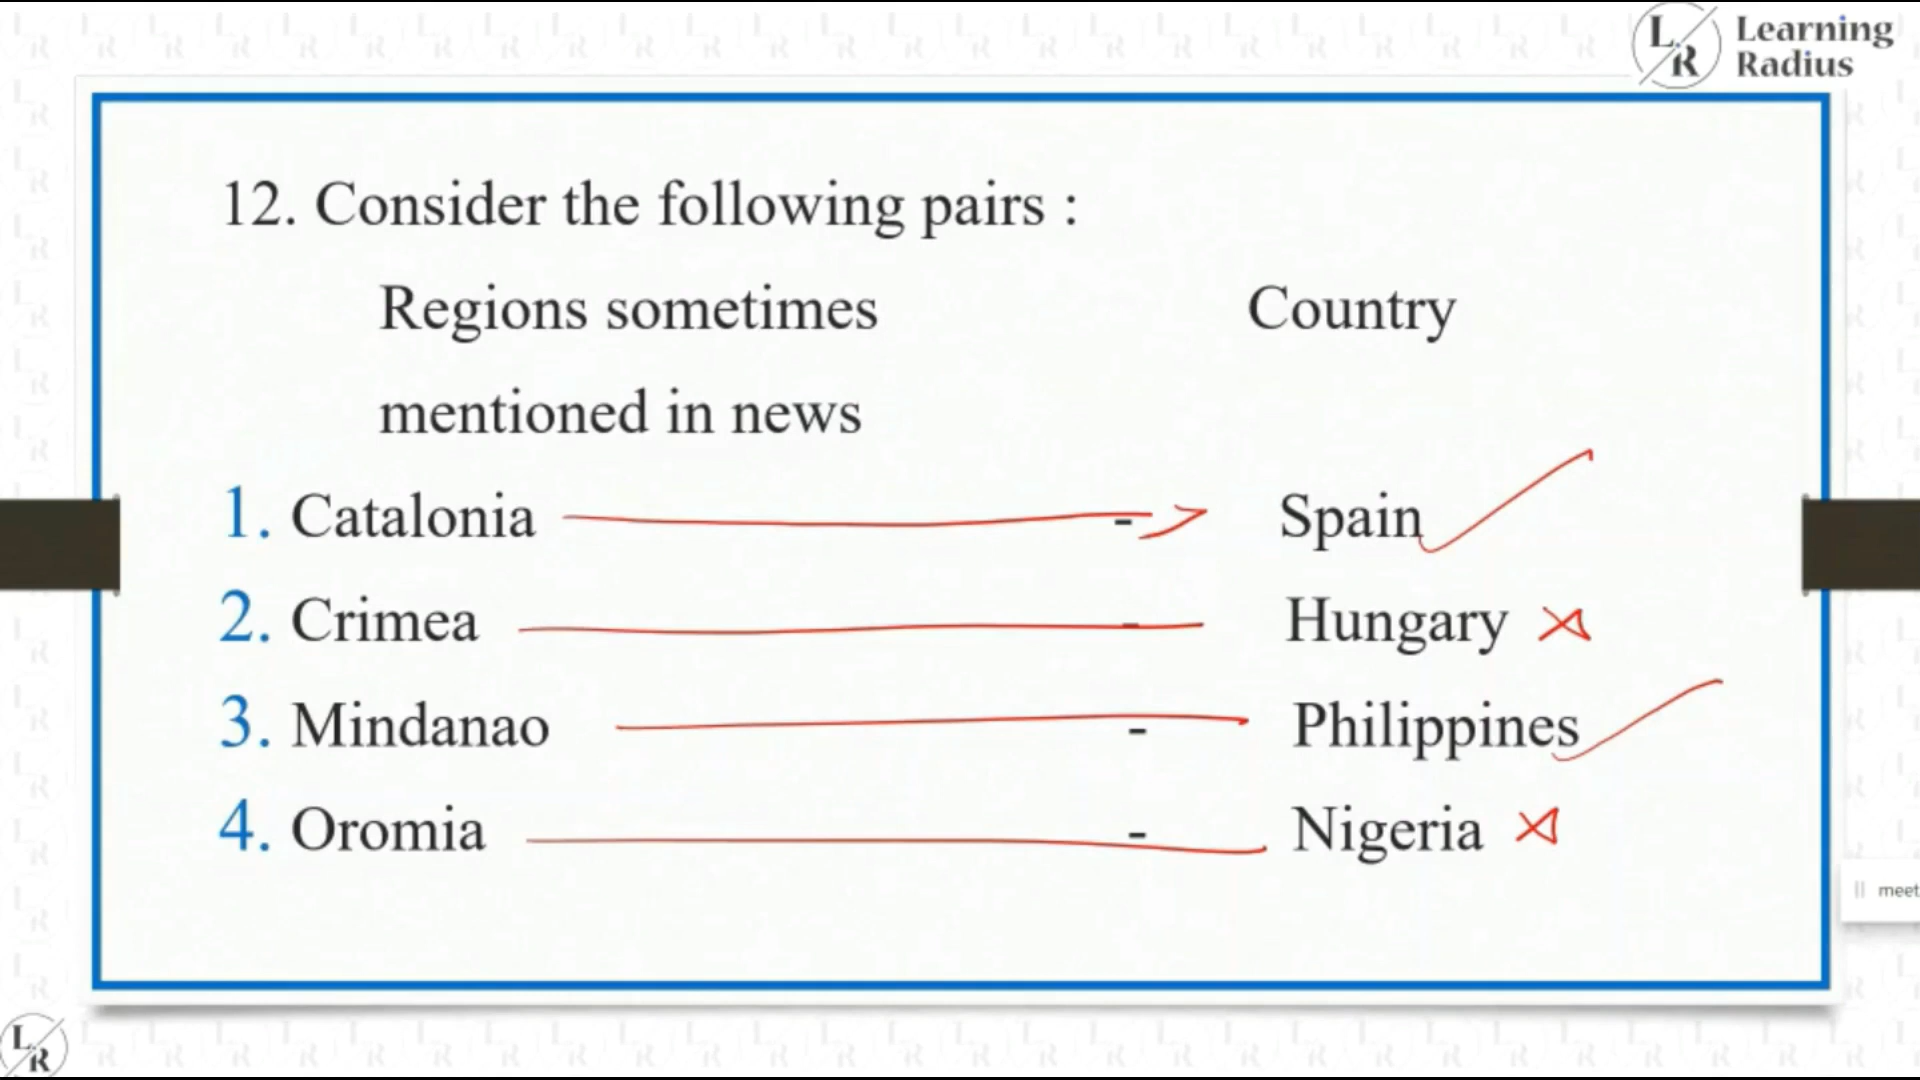 Learning
Radius
12. Consider the following pairs :
Regions sometimes Country
mentioned in news
1. Catalonia - Spain
2. Crimea - Hungary
3. Mindanao - Philippines
4. Oromia - Nigeria
meet
LR